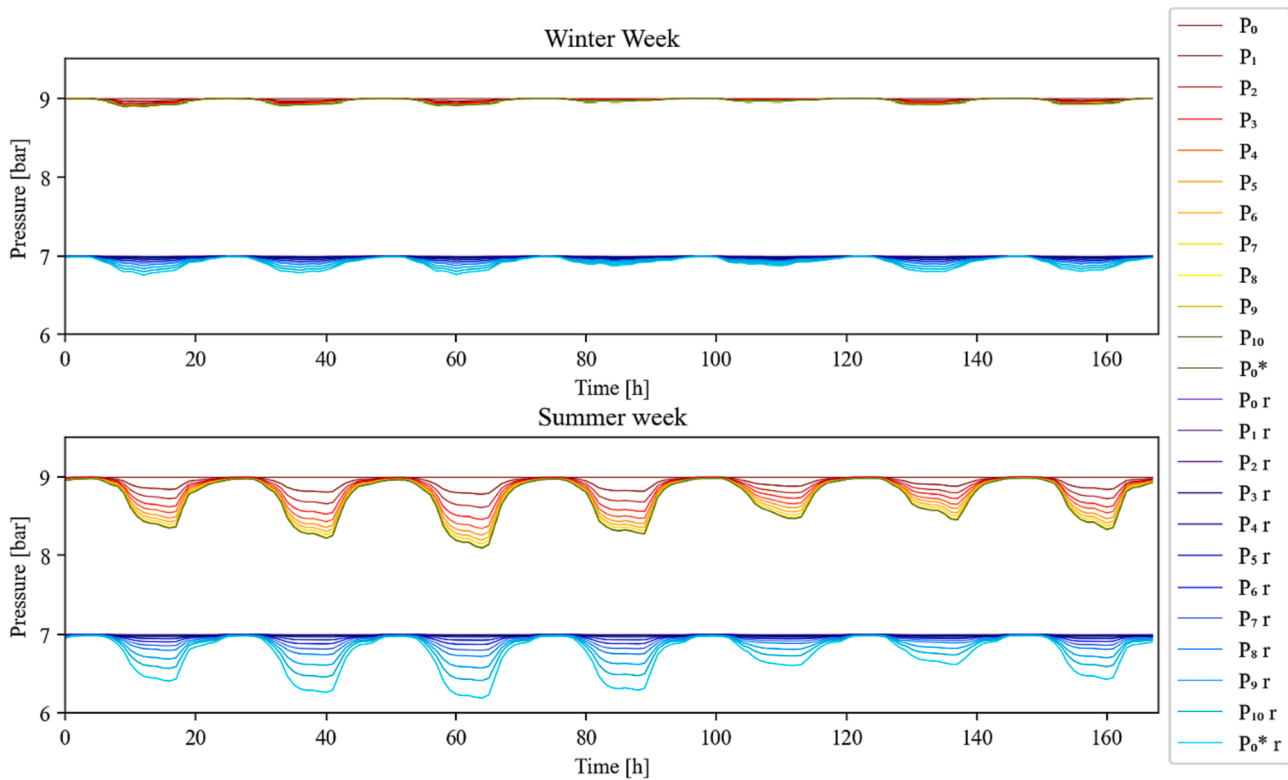 Winter Week
Pressure [bar]
9
8
7
6
0 20 40 60 80 100 120 140 160
Time [h]
Summer week
Pressure [bar]
9
8
7
6
0 20 40 60 80 100 120 140 160
Time [h]
P₀
P₁
P₂
P₃
P₄
P₅
P₆
P₇
P₈
P₉
P₁₀
P₀*
P₀ r
P₁ r
P₂ r
P₃ r
P₄ r
P₅ r
P₆ r
P₇ r
P₈ r
P₉ r
P₁₀ r
P₀* r